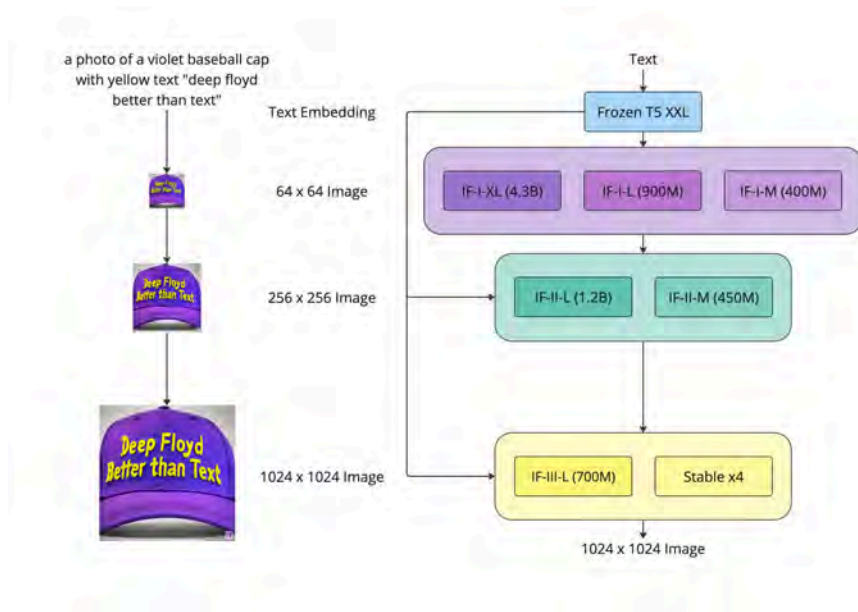 a photo of a violet baseball cap
with yellow text "deep floyd
better than text"
Deep Floyd
Better than Text
Deep Floyd
Better than Text
Text Embedding
64 x 64 Image
256 x 256 Image
1024 x 1024 Image
Text
Frozen T5 XXL
IF-I-XL (4.3B)
IF-I-L (900M)
IF-I-M (400M)
IF-II-L (1.2B)
IF-II-M (450M)
IF-III-L (700M)
Stable x4
1024 x 1024 Image